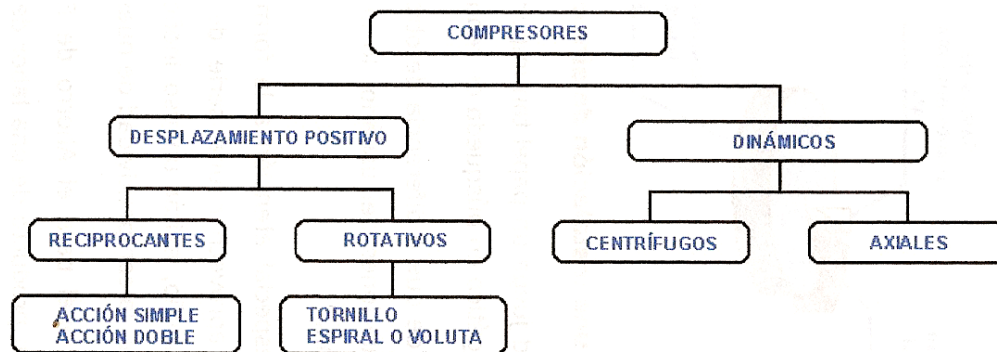 COMPRESORES
DESPLAZAMIENTO POSITIVO
DINÁMICOS
RECIPROCANTES
ROTATIVOS
CENTRÍFUGOS
AXIALES
ACCIÓN SIMPLE
ACCIÓN DOBLE
TORNILLO
ESPIRAL O VOLUTA